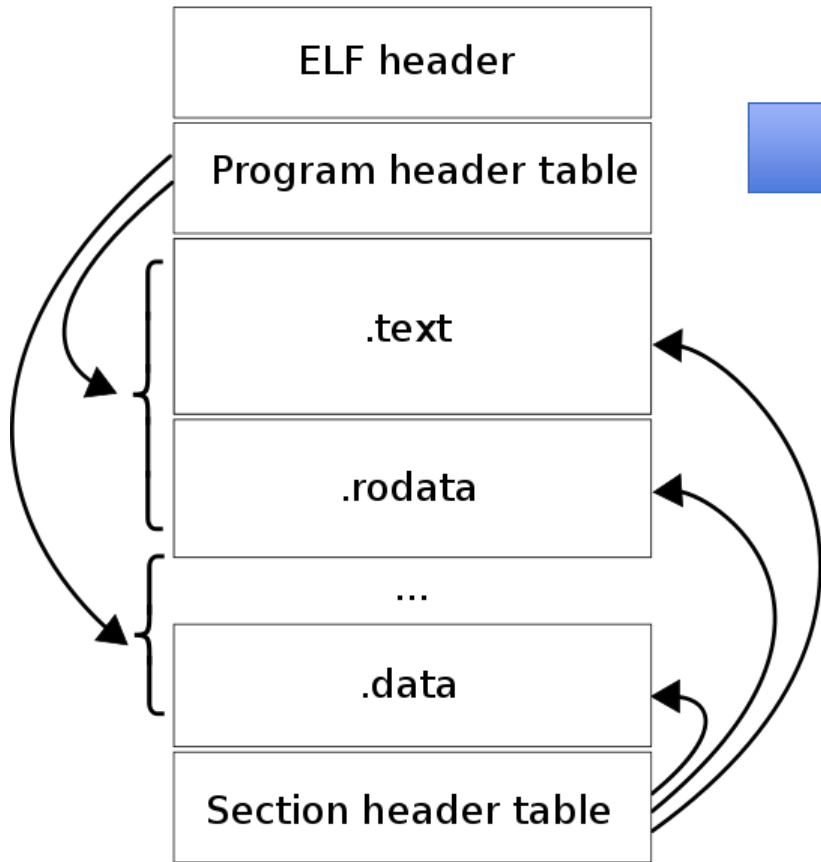 ELF header
Program header table
.text
.rodata
...
.data
Section header table